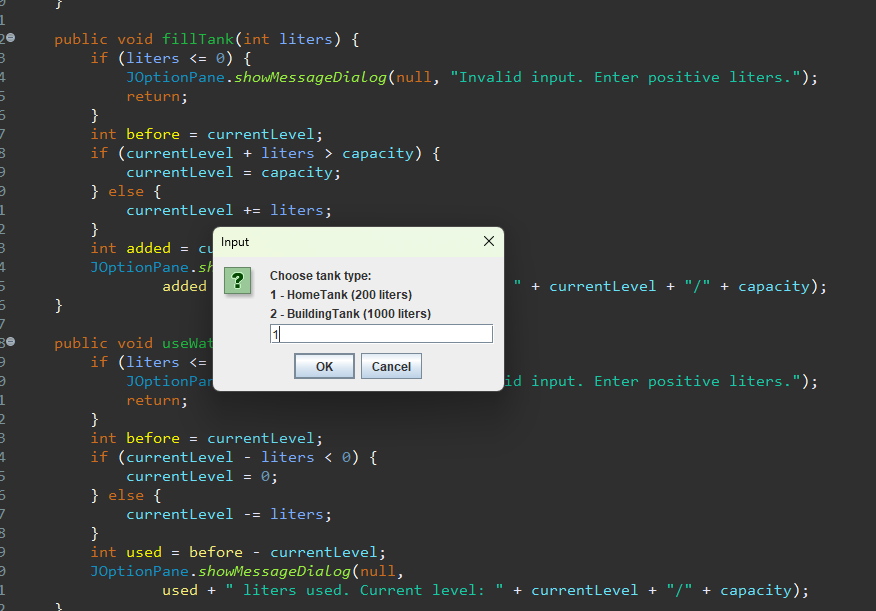 }
public void fillTank(int liters) {
if (liters <= 0) {
JOptionPane.showMessageDialog(null, "Invalid input. Enter positive liters.");
return;
}
int before = currentLevel;
if (currentLevel + liters > capacity) {
currentLevel = capacity;
} else {
currentLevel += liters;
}
int added = cu
JOptionPane.sh
added " + currentLevel + "/" + capacity);
}
public void useWat
if (liters <=
JOptionPan id input. Enter positive liters.");
return;
}
int before = currentLevel;
if (currentLevel - liters < 0) {
currentLevel = 0;
} else {
currentLevel -= liters;
}
int used = before - currentLevel;
JOptionPane.showMessageDialog(null,
used + " liters used. Current level: " + currentLevel + "/" + capacity);
}
Input
Choose tank type:
1 - HomeTank (200 liters)
2 - BuildingTank (1000 liters)
1
OK Cancel